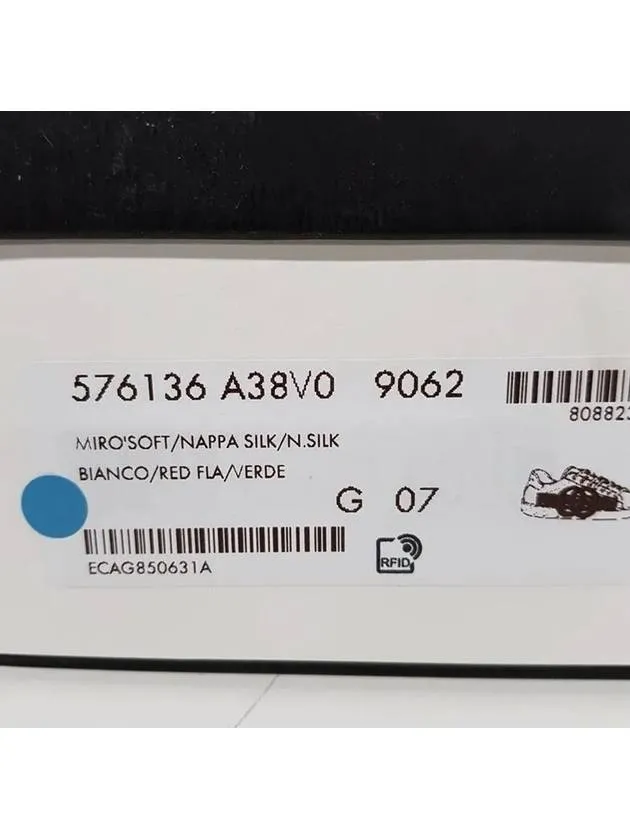 576136 A38V0 9062
808823
MIRO'SOFT/NAPPA SILK/N.SILK
BIANCO/RED FLA/VERDE
G 07
ECAG850631A
RFID